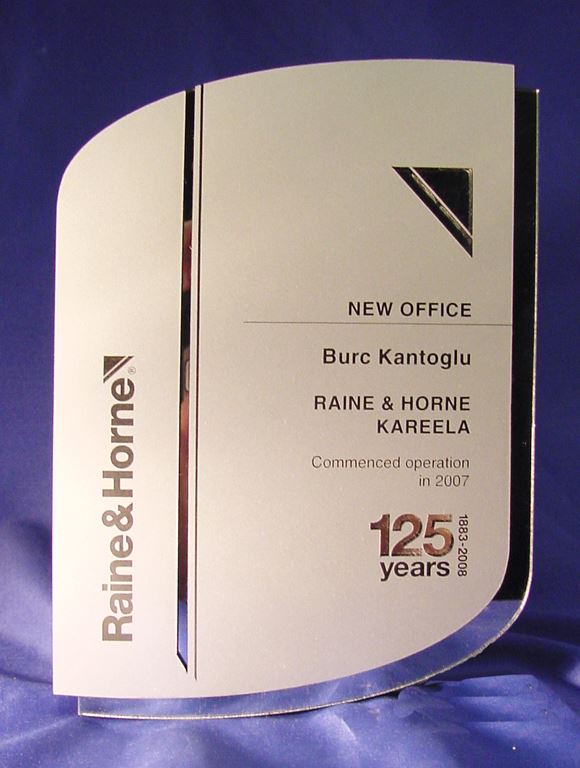 Raine&Horne®
NEW OFFICE
Burc Kantoglu
RAINE & HORNE
KAREELA
Commenced operation
in 2007
125
years
1883-2008